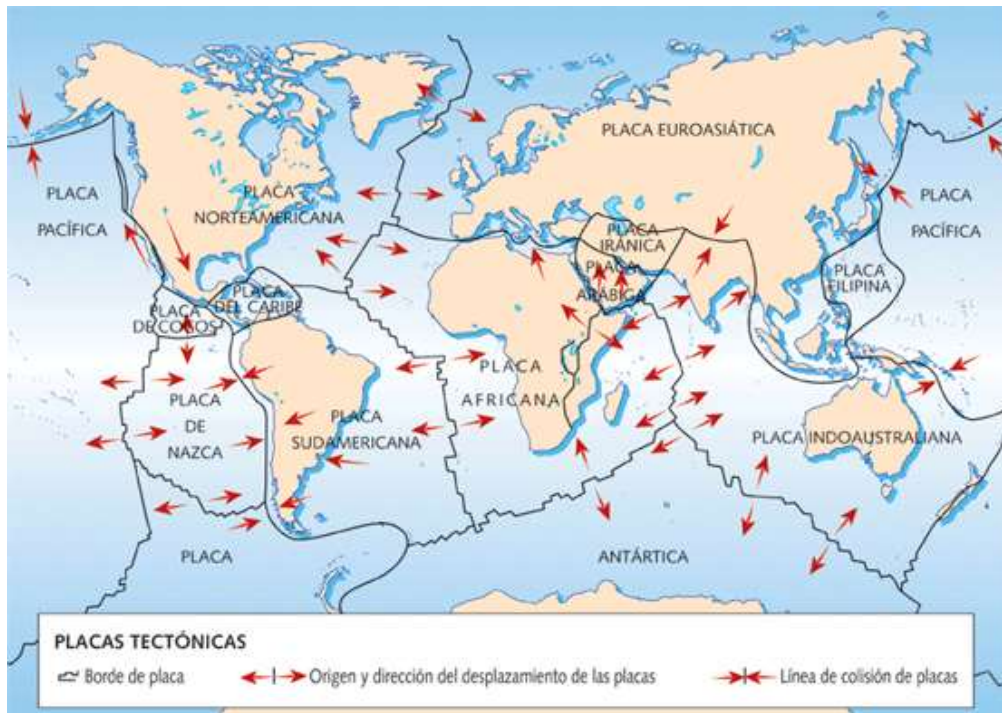 PLACA EUROASIÁTICA
PLACA
PACÍFICA
PLACA
NORTEAMERICANA
PLACA
PACÍFICA
PLACA
IRÁNICA
PLACA
ARÁBIGA
PLACA
FILIPINA
PLACA
DEL CARIBE
PLACA
DE COCOS
PLACA
AFRICANA
PLACA
DE
NAZCA
PLACA
SUDAMERICANA
PLACA INDOAUSTRALIANA
PLACA
ANTÁRTICA
PLACAS TECTÓNICAS
Borde de placa
Origen y dirección del desplazamiento de las placas
Línea de colisión de placas